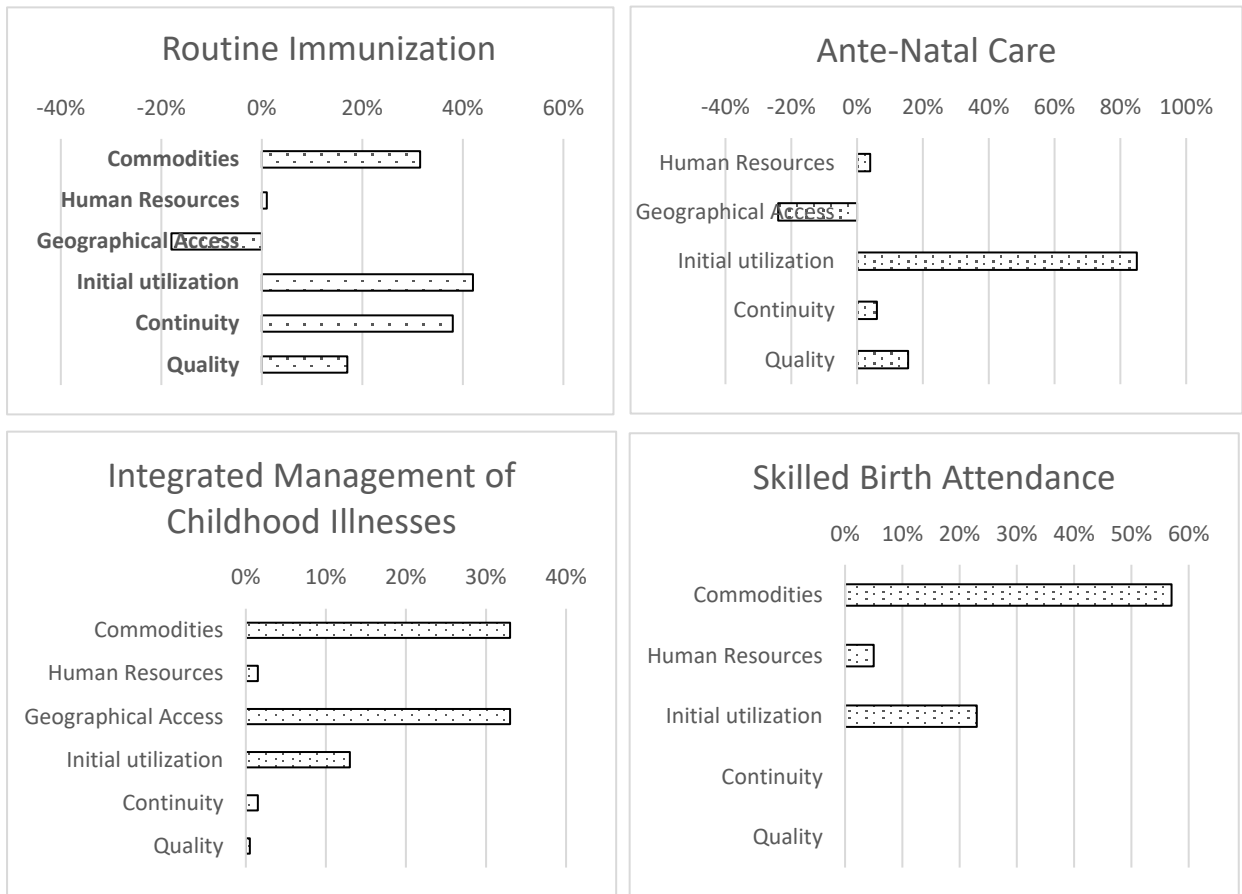 Routine Immunization
-40% -20% 0% 20% 40% 60%
Commodities
Human Resources
Geographical Access
Initial utilization
Continuity
Quality
Ante-Natal Care
-40% -20% 0% 20% 40% 60% 80% 100%
Human Resources
Geographical Access
Initial utilization
Continuity
Quality
Integrated Management of
Childhood Illnesses
0% 10% 20% 30% 40%
Commodities
Human Resources
Geographical Access
Initial utilization
Continuity
Quality
Skilled Birth Attendance
0% 10% 20% 30% 40% 50% 60%
Commodities
Human Resources
Initial utilization
Continuity
Quality